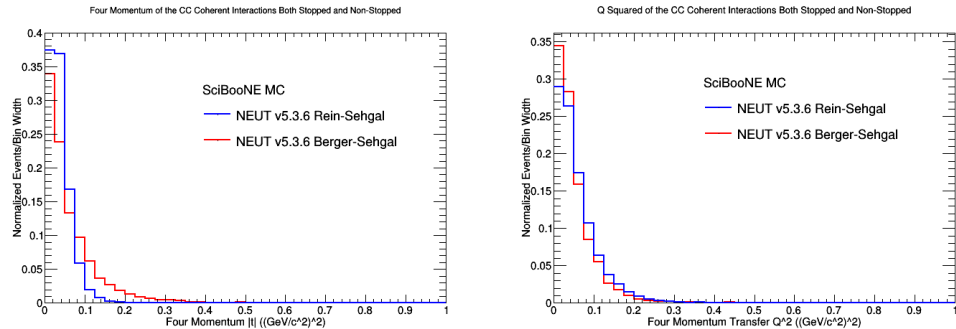 Four Momentum of the CC Coherent Interactions Both Stopped and Non-Stopped
Normalized Events/Bin Width
0.4
0.35
0.3
0.25
0.2
0.15
0.1
0.05
0
SciBooNE MC
NEUT v5.3.6 Rein-Sehgal
NEUT v5.3.6 Berger-Sehgal
0 0.1 0.2 0.3 0.4 0.5 0.6 0.7 0.8 0.9 1
Four Momentum |t| ((GeV/c^2)^2)
Q Squared of the CC Coherent Interactions Both Stopped and Non-Stopped
Normalized Events/Bin Width
0.35
0.3
0.25
0.2
0.15
0.1
0.05
0
SciBooNE MC
NEUT v5.3.6 Rein-Sehgal
NEUT v5.3.6 Berger-Sehgal
0 0.1 0.2 0.3 0.4 0.5 0.6 0.7 0.8 0.9 1
Four Momentum Transfer Q^2 ((GeV/c^2)^2)